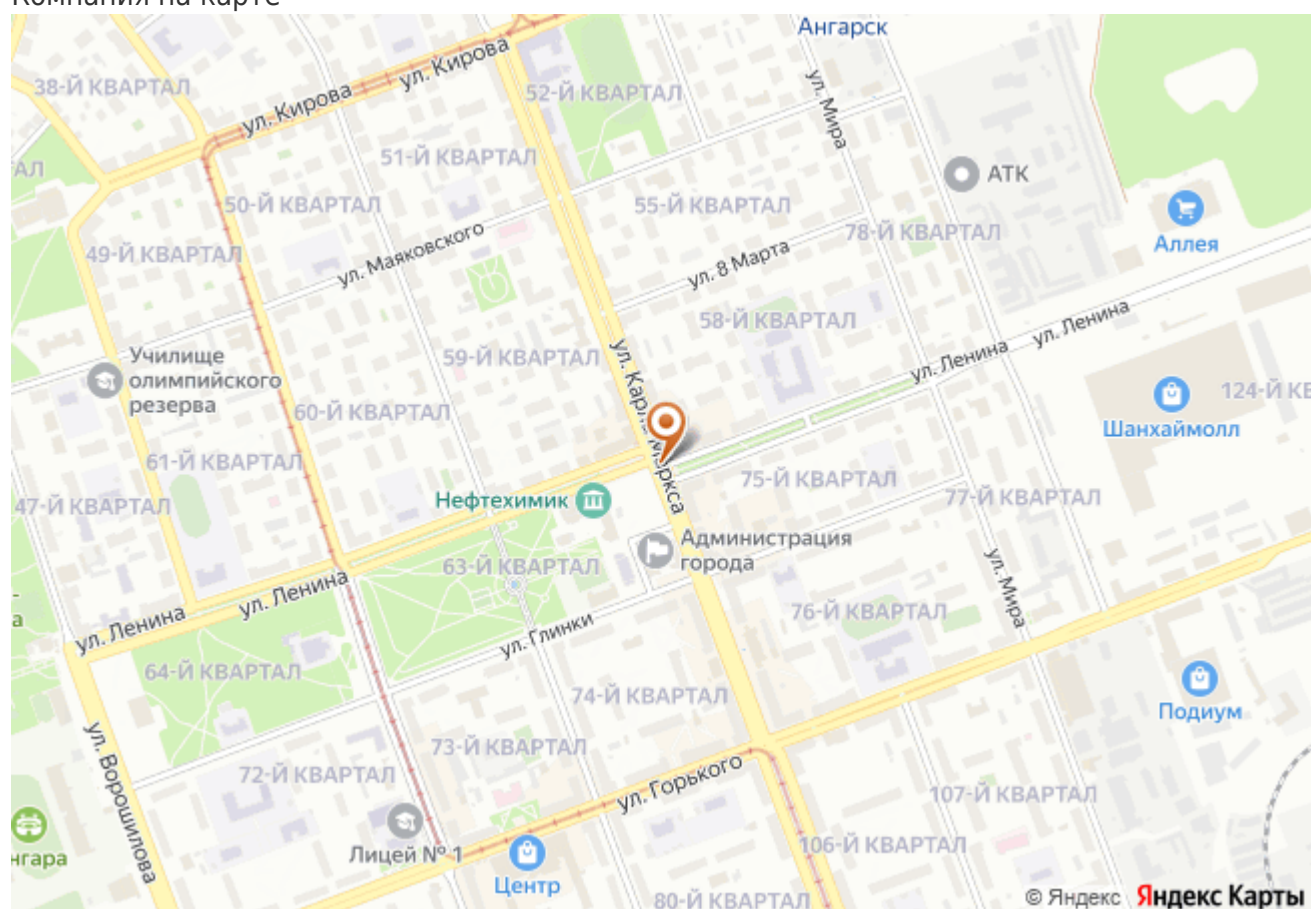 Компания на карте
Ангарск
ул. Кирова
38-Й КВАРТАЛ
52-Й КВАРТАЛ
ул. Кирова
ул. Мира
51-Й КВАРТАЛ
АТК
50-Й КВАРТАЛ
55-Й КВАРТАЛ
78-Й КВАРТАЛ
Аллея
ул. Маяковского
49-Й КВАРТАЛ
ул. 8 Марта
58-Й КВАРТАЛ
ул. Ленина
ул. Ленина
Училище
олимпийского
резерва
59-Й КВАРТАЛ
ул. Карла Маркса
124-Й КВ
60-Й КВАРТАЛ
Шанхаймолл
61-Й КВАРТАЛ
75-Й КВАРТАЛ
77-Й КВАРТАЛ
47-Й КВАРТАЛ
Нефтехимик
Администрация
города
63-Й КВАРТАЛ
ул. Мира
ул. Ленина
ул. Ленина
76-Й КВАРТАЛ
ул. Глинки
64-Й КВАРТАЛ
74-Й КВАРТАЛ
Подиум
ул. Ворошилова
73-Й КВАРТАЛ
72-Й КВАРТАЛ
ул. Горького
107-Й КВАРТАЛ
нгара
Лицей № 1
106-Й КВАРТАЛ
Центр
80-Й КВАРТАЛ
© Яндекс Яндекс Карты